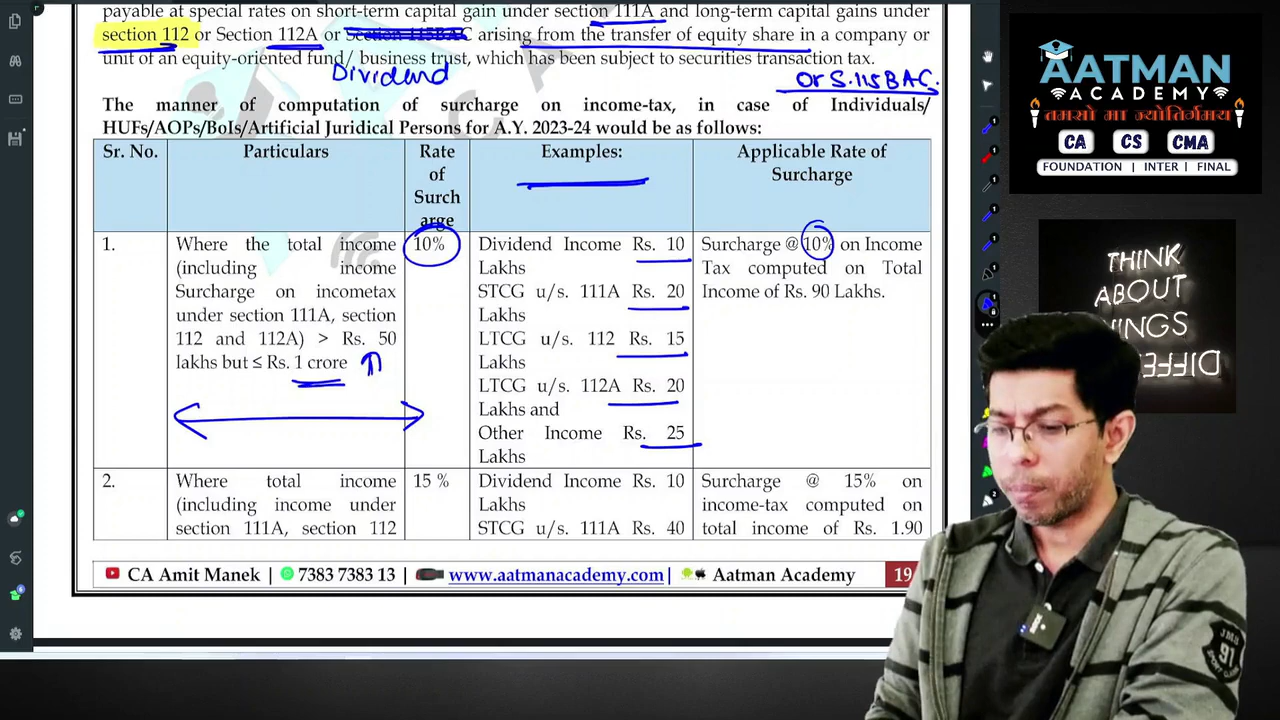 payable at special rates on short-term capital gain under section 111A and long-term capital gains under
section 112 or Section 112A or Section 115BAC arising from the transfer of equity share in a company or
unit of an equity-oriented fund/ business trust, which has been subject to securities transaction tax.
Dividend
or S.115BAC.
The manner of computation of surcharge on income-tax, in case of Individuals/
HUFs/AOPs/BoIs/Artificial Juridical Persons for A.Y. 2023-24 would be as follows:
Sr. No.
Particulars
Rate
of
Surch
arge
Examples:
Applicable Rate of
Surcharge
1.
Where the total income
(including income
Surcharge on incometax
under section 111A, section
112 and 112A) > Rs. 50
lakhs but ≤ Rs. 1 crore
10%
Dividend Income Rs. 10
Lakhs
STCG u/s. 111A Rs. 20
Lakhs
LTCG u/s. 112 Rs. 15
Lakhs
LTCG u/s. 112A Rs. 20
Lakhs and
Other Income Rs. 25
Lakhs
Surcharge @ 10% on Income
Tax computed on Total
Income of Rs. 90 Lakhs.
2.
Where total income
(including income under
section 111A, section 112
15 %
Dividend Income Rs. 10
Lakhs
STCG u/s. 111A Rs. 40
Surcharge @ 15% on
income-tax computed on
total income of Rs. 1.90
CA Amit Manek | 7383 7383 13 | www.aatmanacademy.com | Aatman Academy
19
AATMAN
ACADEMY
तमसो मा ज्योतिर्गमय
CA CS CMA
FOUNDATION | INTER | FINAL
THINK
ABOUT
INGS
DIFFE
JMB
91